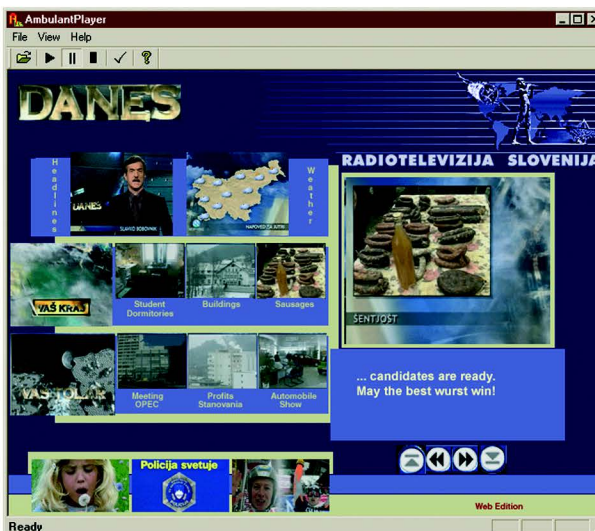 AmbulantPlayer
File View Help
DANES
RADIOTELEVIZIJA SLOVENIJA
Headlines
DANES
SLAVKO BOBOVNIK
NAPOVED ZA JUTRI
Weather
VAŠ KRAJ
Student
Dormitories
Buildings
Sausages
ŠENTJOŠT
VAŠ TOLAR
Meeting
OPEC
Profits
Stanovania
Automobile
Show
... candidates are ready.
May the best wurst win!
Policija svetuje
Web Edition
Ready